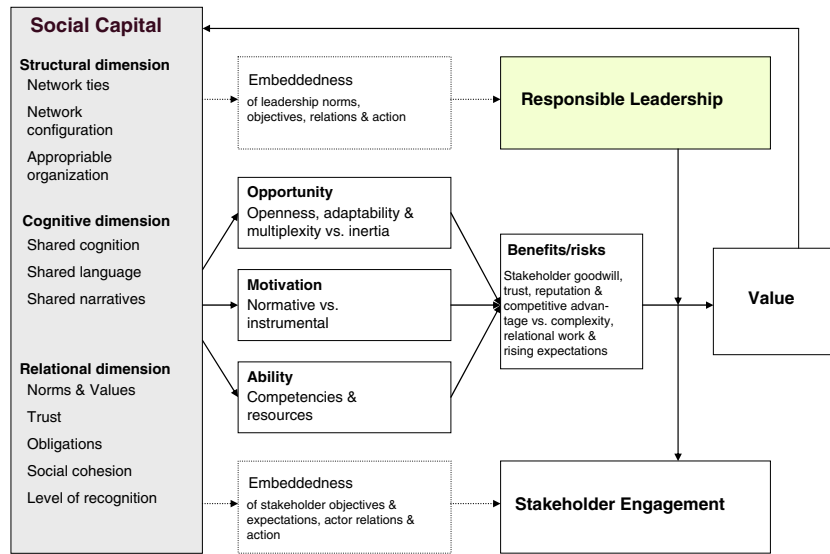 Social Capital
Structural dimension
Network ties
Network
configuration
Appropriable
organization
Cognitive dimension
Shared cognition
Shared language
Shared narratives
Relational dimension
Norms & Values
Trust
Obligations
Social cohesion
Level of recognition
Embeddedness
of leadership norms,
objectives, relations & action
Opportunity
Openness, adaptability &
multiplexity vs. inertia
Motivation
Normative vs.
instrumental
Ability
Competencies &
resources
Embeddedness
of stakeholder objectives &
expectations, actor relations &
action
Responsible Leadership
Benefits/risks
Stakeholder goodwill,
trust, reputation &
competitive advan-
tage vs. complexity,
relational work &
rising expectations
Stakeholder Engagement
Value